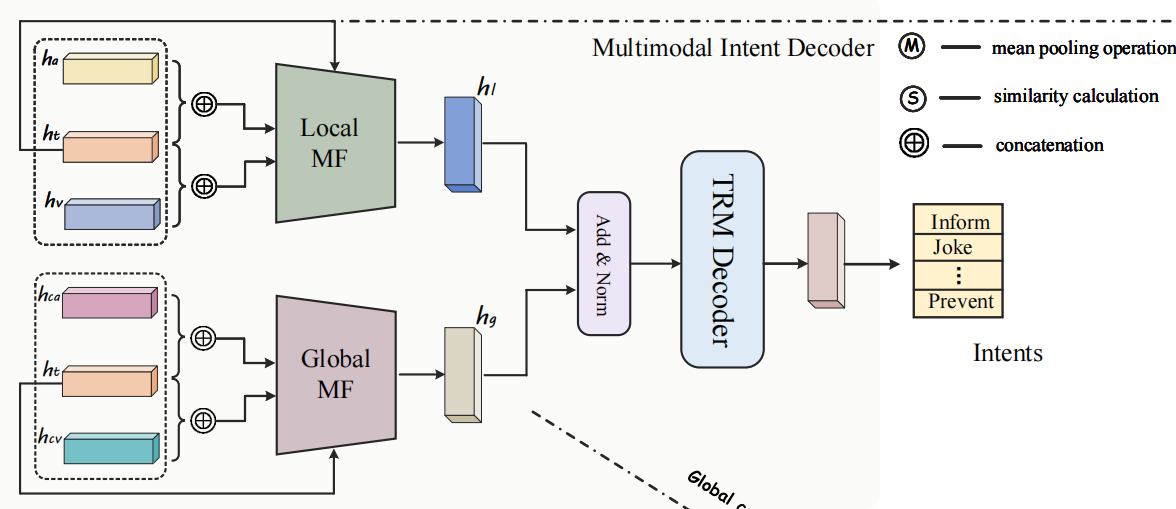 Multimodal Intent Decoder
M mean pooling operation
S similarity calculation
concatenation
ha
ht
hv
Local
MF
hl
hca
ht
hcv
Global
MF
hg
Add & Norm
TRM Decoder
Inform
Joke
Prevent
Intents
Global